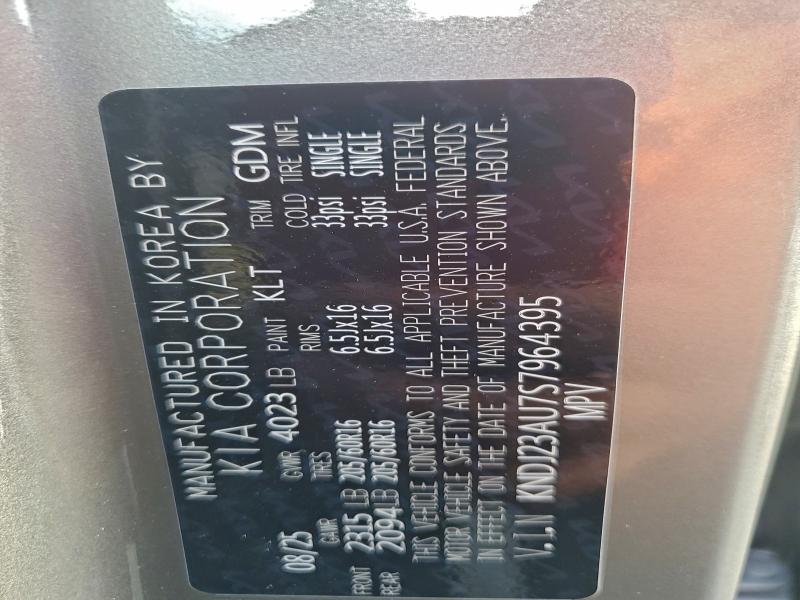 MANUFACTURED IN KOREA BY
KIA CORPORATION
08/25 GWR 4023 LB PAINT KLT TRIM GDM
GAWR TIRES RIMS COLD TIRE INFL
FRONT 2315 LB 205/60R16 6.5Jx16 33psi SINGLE
REAR 2094 LB 205/60R16 6.5Jx16 33psi SINGLE
THIS VEHICLE CONFORMS TO ALL APPLICABLE U.S.A. FEDERAL
MOTOR VEHICLE SAFETY AND THEFT PREVENTION STANDARDS
IN EFFECT ON THE DATE OF MANUFACTURE SHOWN ABOVE.
V.I.N KNDJ23AU7S7964395
MPV